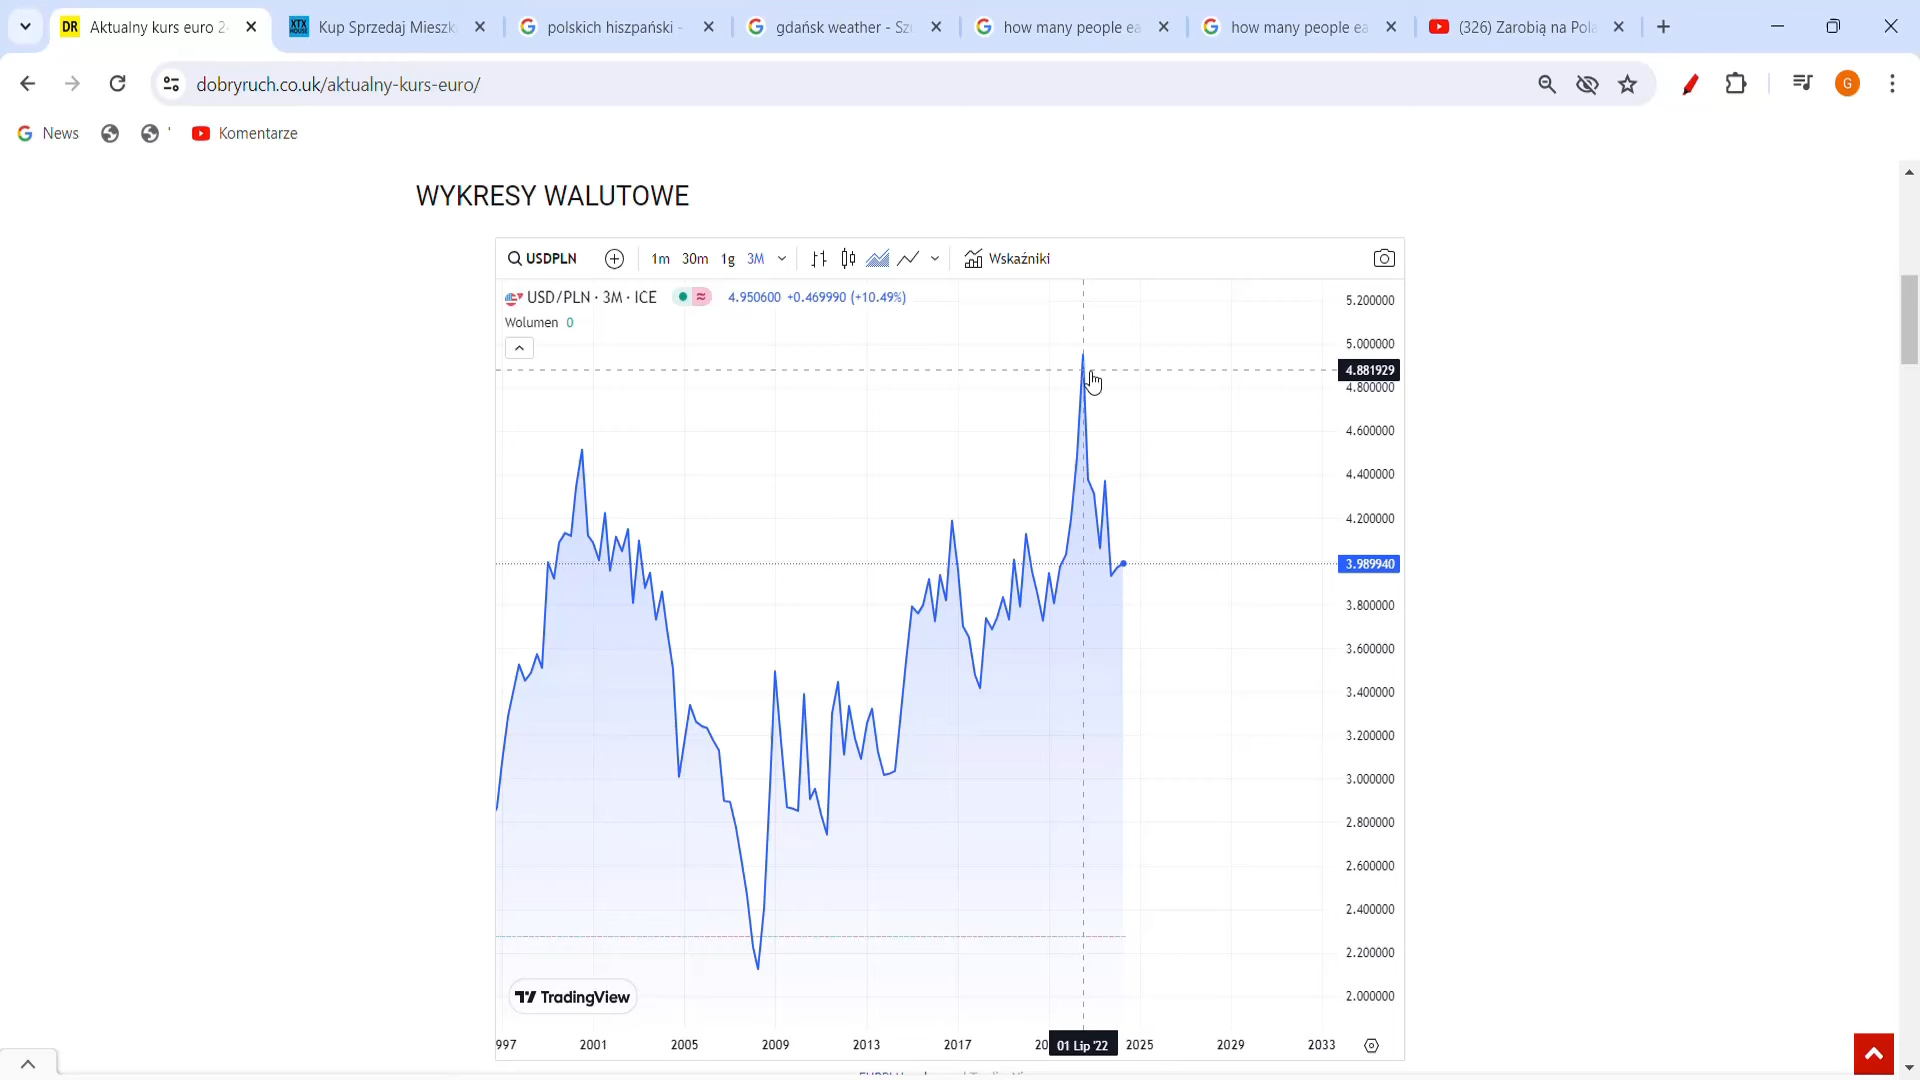 DR Aktualny kurs euro 2
XTX HOUSE Kup Sprzedaj Mieszk
polskich hiszpański -
gdańsk weather - Szu
how many people ea
how many people ea
(326) Zarobią na Pola
dobryruch.co.uk/aktualny-kurs-euro/
G
News
Komentarze
WYKRESY WALUTOWE
USDPLN
1m 30m 1g 3M
Wskaźniki
USD/PLN · 3M · ICE
4.950600 +0.469990 (+10.49%)
Wolumen 0
5.200000
5.000000
4.881929
4.800000
4.600000
4.400000
4.200000
3.989940
3.800000
3.600000
3.400000
3.200000
3.000000
2.800000
2.600000
2.400000
2.200000
2.000000
TradingView
997 2001 2005 2009 2013 2017 20 01 Lip '22 2025 2029 2033